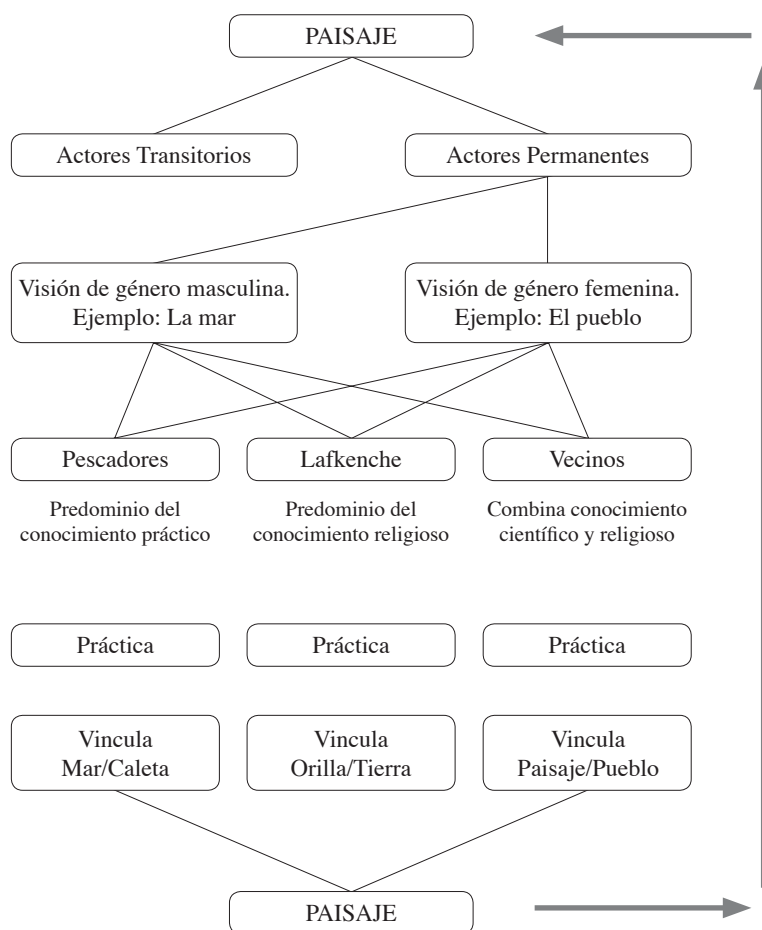 PAISAJE
Actores Transitorios
Actores Permanentes
Visión de género masculina.
Ejemplo: La mar
Visión de género femenina.
Ejemplo: El pueblo
Pescadores
Lafkenche
Vecinos
Predominio del
conocimiento práctico
Predominio del
conocimiento religioso
Combina conocimiento
científico y religioso
Práctica
Práctica
Práctica
Vincula
Mar/Caleta
Vincula
Orilla/Tierra
Vincula
Paisaje/Pueblo
PAISAJE